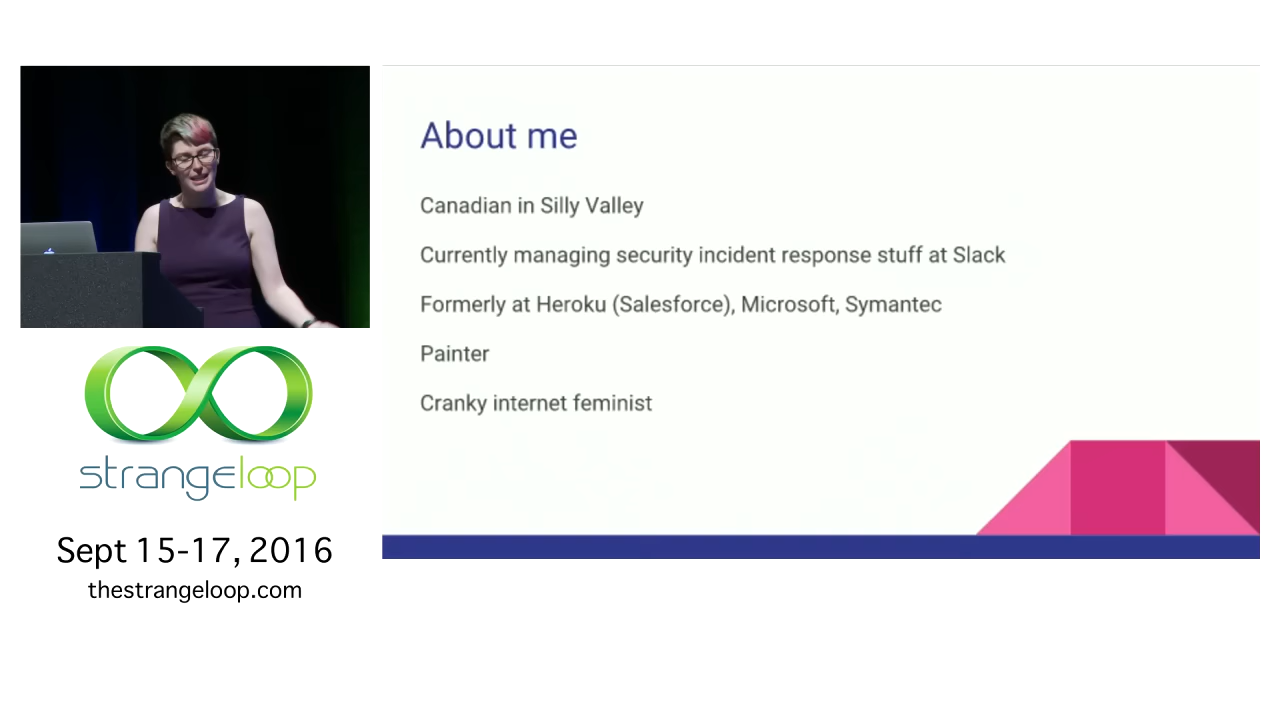 About me
Canadian in Silly Valley
Currently managing security incident response stuff at Slack
Formerly at Heroku (Salesforce), Microsoft, Symantec
Painter
Cranky internet feminist
strangeloop
Sept 15-17, 2016
thestrangeloop.com